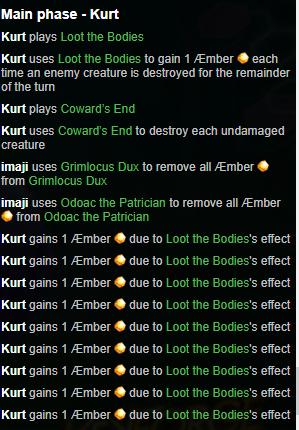 Main phase - Kurt
Kurt plays Loot the Bodies
Kurt uses Loot the Bodies to gain 1 Æmber each
time an enemy creature is destroyed for the remainder
of the turn
Kurt plays Coward's End
Kurt uses Coward's End to destroy each undamaged
creature
imaji uses Grimlocus Dux to remove all Æmber
from Grimlocus Dux
imaji uses Odoac the Patrician to remove all Æmber
from Odoac the Patrician
Kurt gains 1 Æmber due to Loot the Bodies's effect
Kurt gains 1 Æmber due to Loot the Bodies's effect
Kurt gains 1 Æmber due to Loot the Bodies's effect
Kurt gains 1 Æmber due to Loot the Bodies's effect
Kurt gains 1 Æmber due to Loot the Bodies's effect
Kurt gains 1 Æmber due to Loot the Bodies's effect
Kurt gains 1 Æmber due to Loot the Bodies's effect
Kurt gains 1 Æmber due to Loot the Bodies's effect
Kurt gains 1 Æmber due to Loot the Bodies's effect